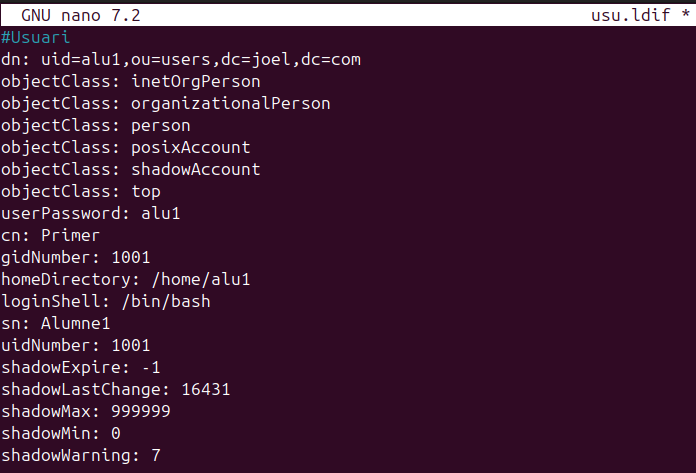 GNU nano 7.2 usu.ldif *
#Usuari
dn: uid=alu1,ou=users,dc=joel,dc=com
objectClass: inetOrgPerson
objectClass: organizationalPerson
objectClass: person
objectClass: posixAccount
objectClass: shadowAccount
objectClass: top
userPassword: alu1
cn: Primer
gidNumber: 1001
homeDirectory: /home/alu1
loginShell: /bin/bash
sn: Alumne1
uidNumber: 1001
shadowExpire: -1
shadowLastChange: 16431
shadowMax: 999999
shadowMin: 0
shadowWarning: 7